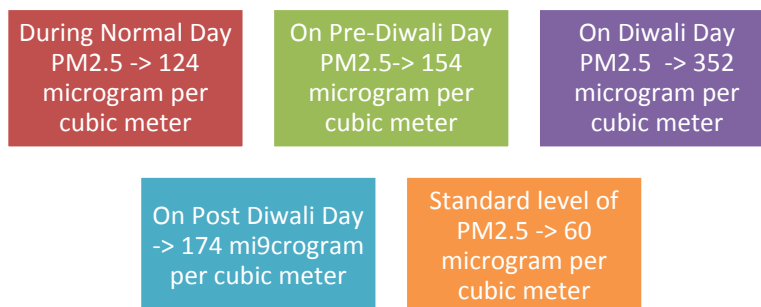 During Normal Day
PM2.5 -> 124
microgram per
cubic meter
On Pre-Diwali Day
PM2.5-> 154
microgram per
cubic meter
On Diwali Day
PM2.5 -> 352
microgram per
cubic meter
On Post Diwali Day
-> 174 mi9crogram
per cubic meter
Standard level of
PM2.5 -> 60
microgram per
cubic meter